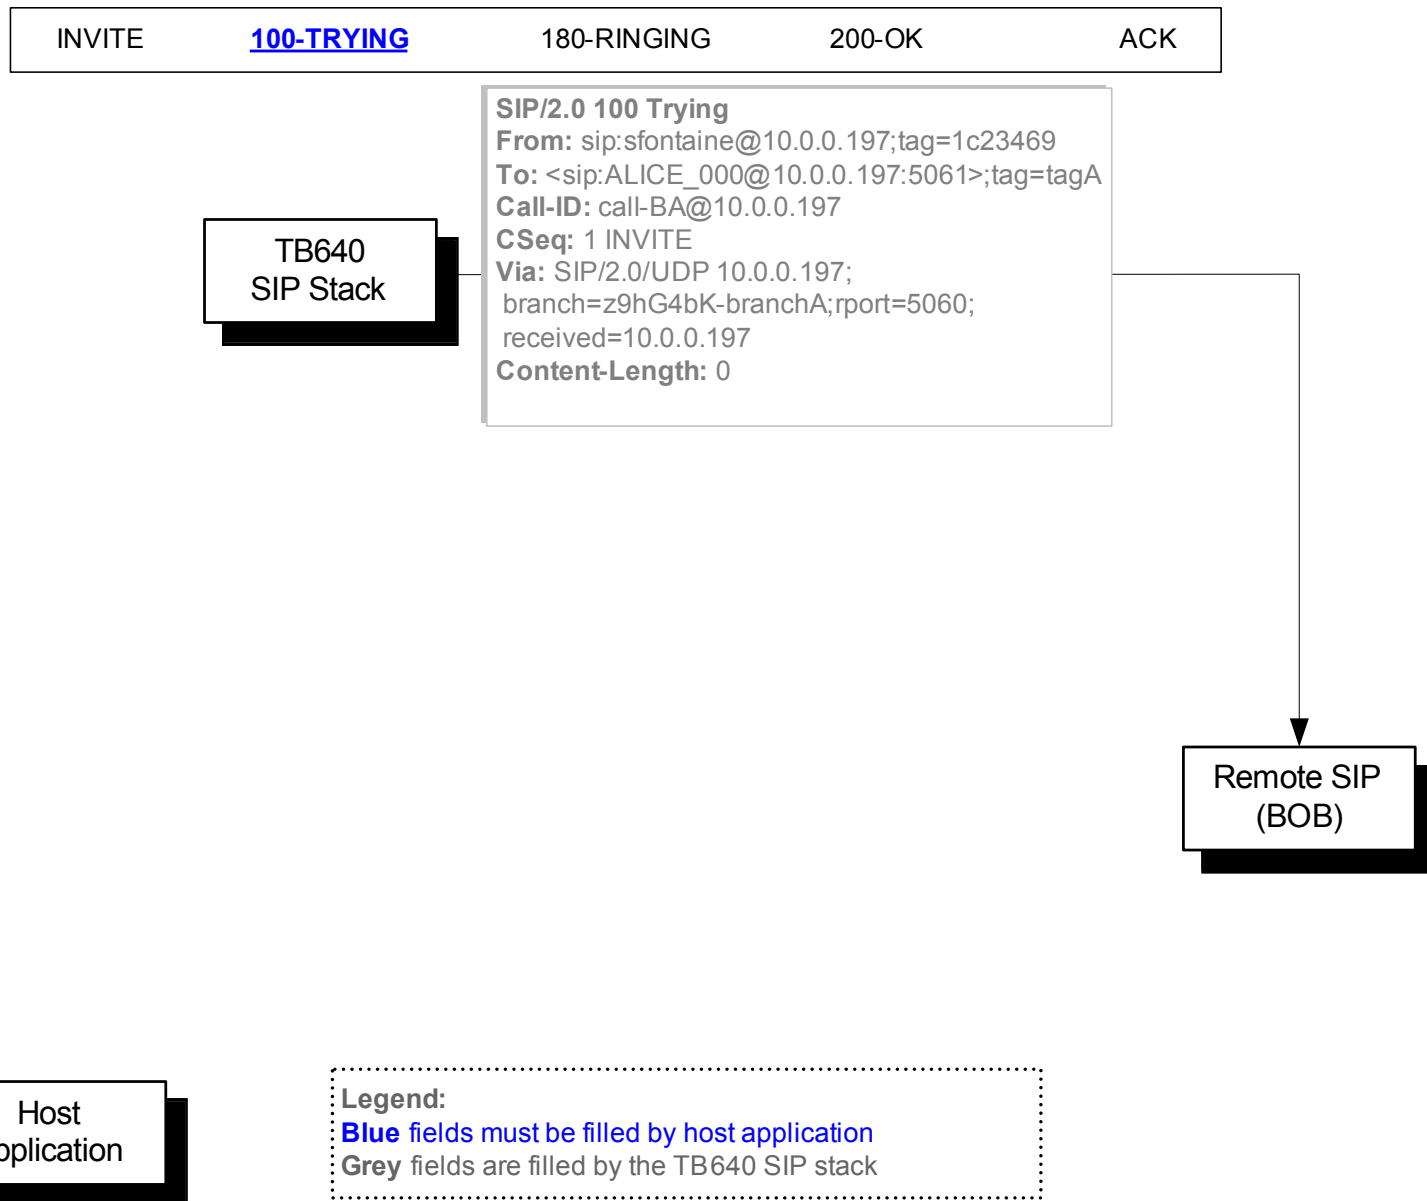 INVITE 100-TRYING 180-RINGING 200-OK ACK
SIP/2.0 100 Trying
From: sip:sfontaine@10.0.0.197;tag=1c23469
To: <sip:ALICE_000@10.0.0.197:5061>;tag=tagA
Call-ID: call-BA@10.0.0.197
CSeq: 1 INVITE
Via: SIP/2.0/UDP 10.0.0.197;
branch=z9hG4bK-branchA;rport=5060;
received=10.0.0.197
Content-Length: 0
TB640
SIP Stack
Remote SIP
(BOB)
Host
pplication
Legend:
Blue fields must be filled by host application
Grey fields are filled by the TB640 SIP stack